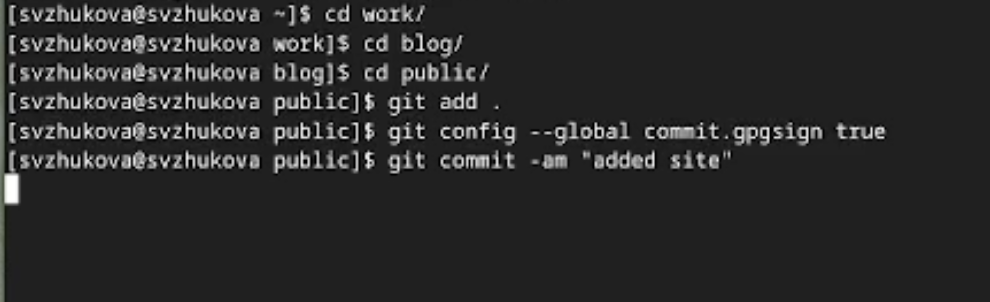 [svzhukova@svzhukova ~]$ cd work/
[svzhukova@svzhukova work]$ cd blog/
[svzhukova@svzhukova blog]$ cd public/
[svzhukova@svzhukova public]$ git add .
[svzhukova@svzhukova public]$ git config --global commit.gpgsign true
[svzhukova@svzhukova public]$ git commit -am "added site"